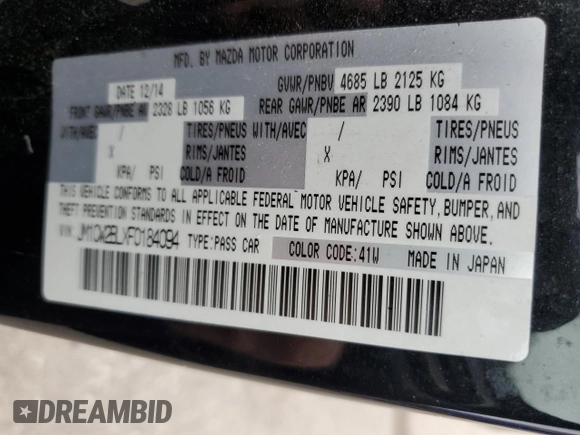 MFD. BY MAZDA MOTOR CORPORATION
DATE 12/14 GVWR/PNBV 4685 LB 2125 KG
FRONT GAWR/PNBE AV 2328 LB 1056 KG REAR GAWR/PNBE AR 2390 LB 1084 KG
WITH/AVEC / TIRES/PNEUS WITH/AVEC / TIRES/PNEUS
X RIMS/JANTES X RIMS/JANTES
KPA/ PSI COLD/A FROID KPA/ PSI COLD/A FROID
THIS VEHICLE CONFORMS TO ALL APPLICABLE FEDERAL MOTOR VEHICLE SAFETY, BUMPER, AND
THEFT PREVENTION STANDARDS IN EFFECT ON THE DATE OF MANUFACTURE SHOWN ABOVE.
VIN: JM1CW2BLXF0184094 TYPE:PASS CAR COLOR CODE:41W MADE IN JAPAN
DREAMBID